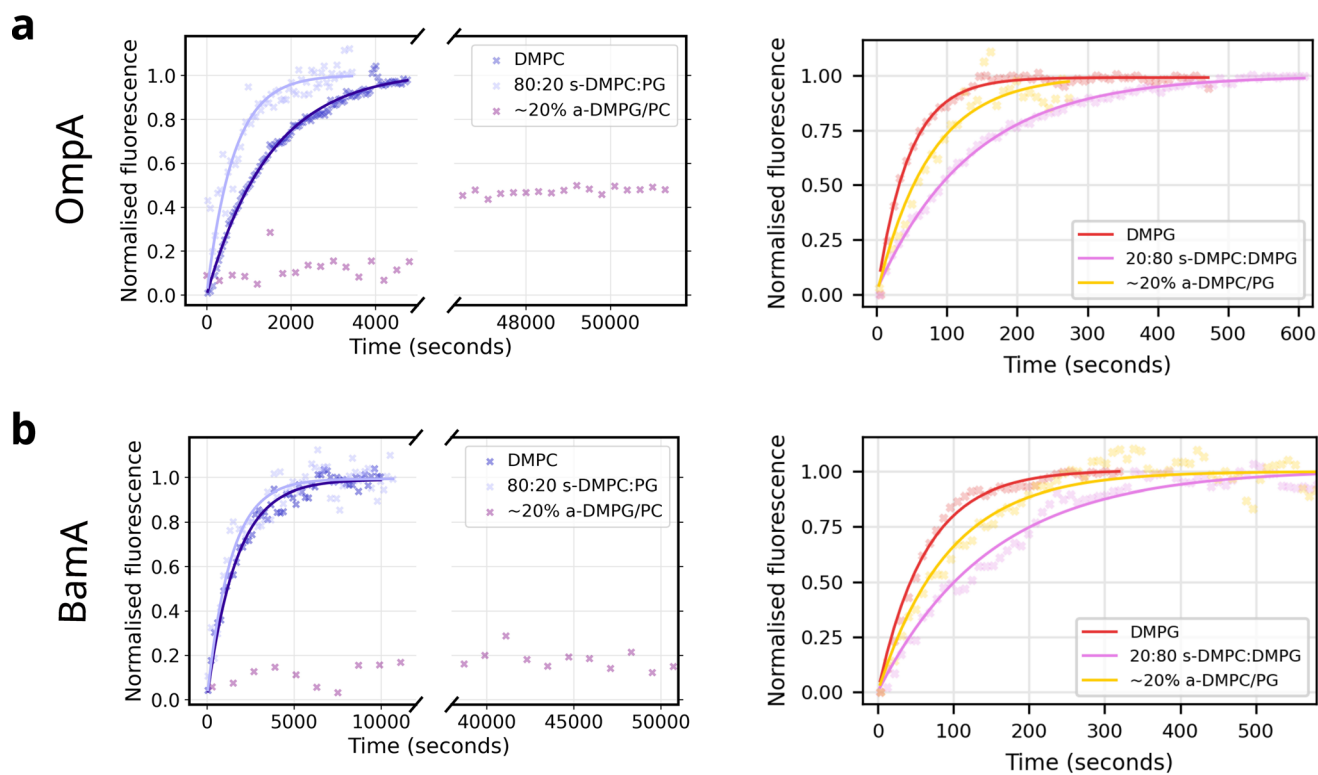 a
OmpA
Normalised fluorescence
1.0
0.8
0.6
0.4
0.2
0.0
0 2000 4000 48000 50000
Time (seconds)
DMPC
80:20 s-DMPC:PG
~20% a-DMPG/PC
Normalised fluorescence
1.00
0.75
0.50
0.25
0.00
0 100 200 300 400 500 600
Time (seconds)
DMPG
20:80 s-DMPC:DMPG
~20% a-DMPC/PG
b
BamA
Normalised fluorescence
1.0
0.8
0.6
0.4
0.2
0.0
0 5000 10000 40000 45000 50000
Time (seconds)
DMPC
80:20 s-DMPC:PG
~20% a-DMPG/PC
Normalised fluorescence
1.00
0.75
0.50
0.25
0.00
0 100 200 300 400 500
Time (seconds)
DMPG
20:80 s-DMPC:DMPG
~20% a-DMPC/PG